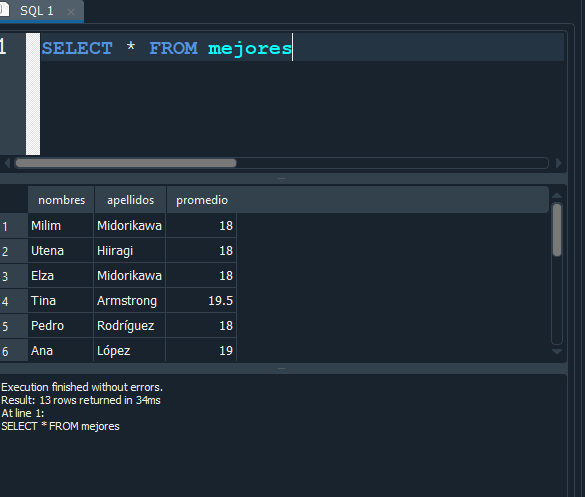 SQL 1
1 SELECT * FROM mejores
nombres apellidos promedio
1 Milim Midorikawa 18
2 Utena Hiiragi 18
3 Elza Midorikawa 18
4 Tina Armstrong 19.5
5 Pedro Rodríguez 18
6 Ana López 19
Execution finished without errors.
Result: 13 rows returned in 34ms
At line 1:
SELECT * FROM mejores